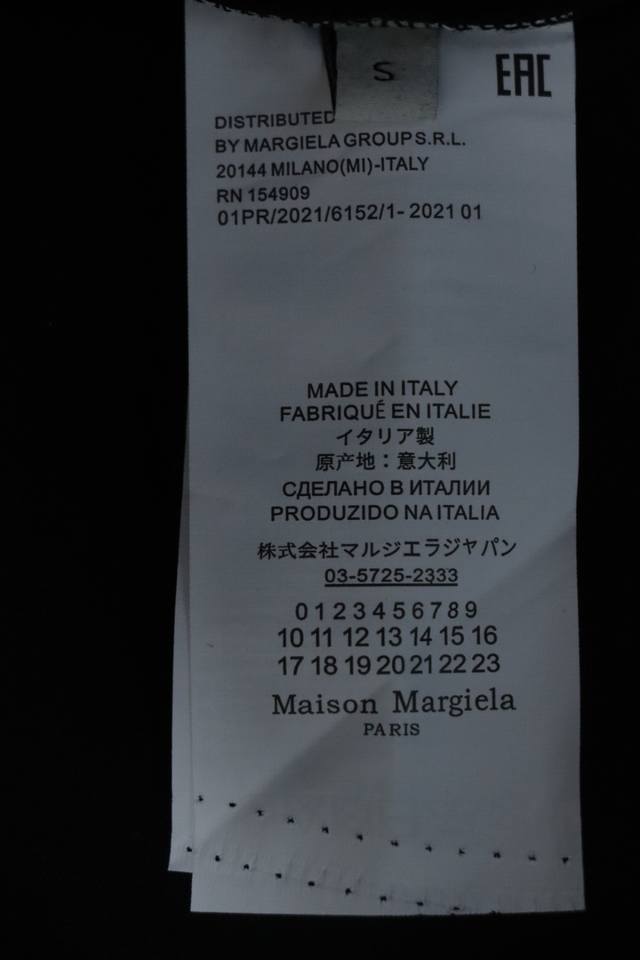 S
EAC
DISTRIBUTED
BY MARGIELA GROUP S.R.L.
20144 MILANO(MI)-ITALY
RN 154909
01PR/2021/6152/1- 2021 01
MADE IN ITALY
FABRIQUÉ EN ITALIE
イタリア製
原产地：意大利
СДЕЛАНО В ИТАЛИИ
PRODUZIDO NA ITALIA
株式会社マルジエラジャパン
03-5725-2333
0 1 2 3 4 5 6 7 8 9
10 11 12 13 14 15 16
17 18 19 20 21 22 23
Maison Margiela
PARIS